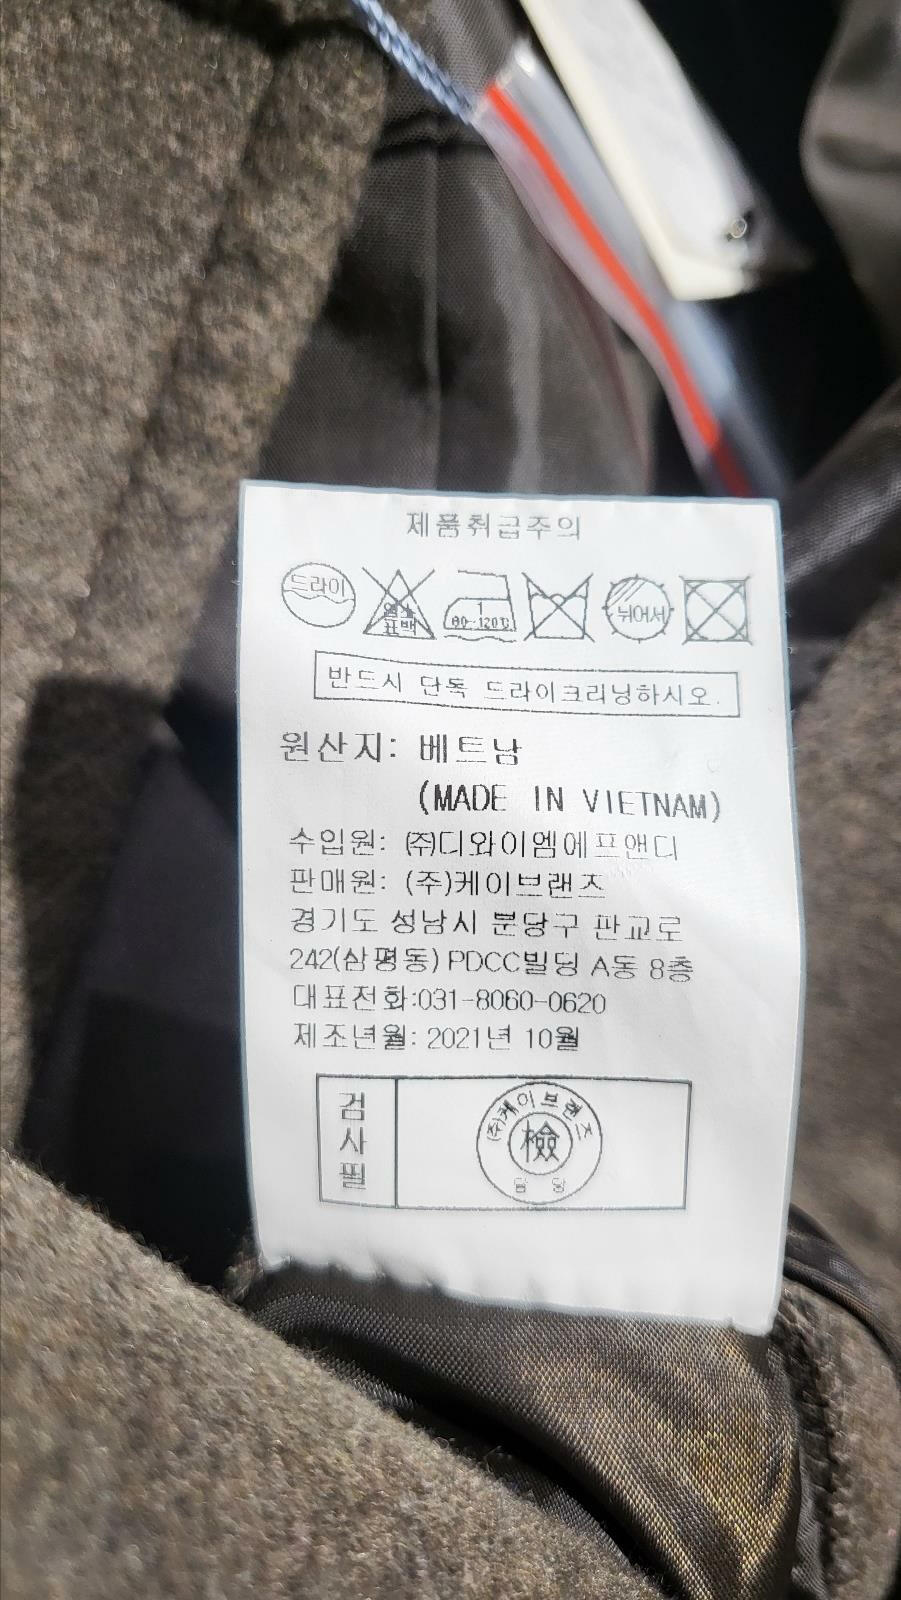 제품취급주의
드라이
염소
표백
1
80~120℃
뉘어서
반드시 단독 드라이크리닝하시오.
원산지: 베트남
(MADE IN VIETNAM)
수입원: ㈜디와이엠에프앤디
판매원: (주)케이브랜즈
경기도 성남시 분당구 판교로
242(삼평동) PDCC빌딩 A동 8층
대표전화:031-8060-0620
제조년월: 2021년 10월
검사필
(주)케이브랜즈
檢
담 당